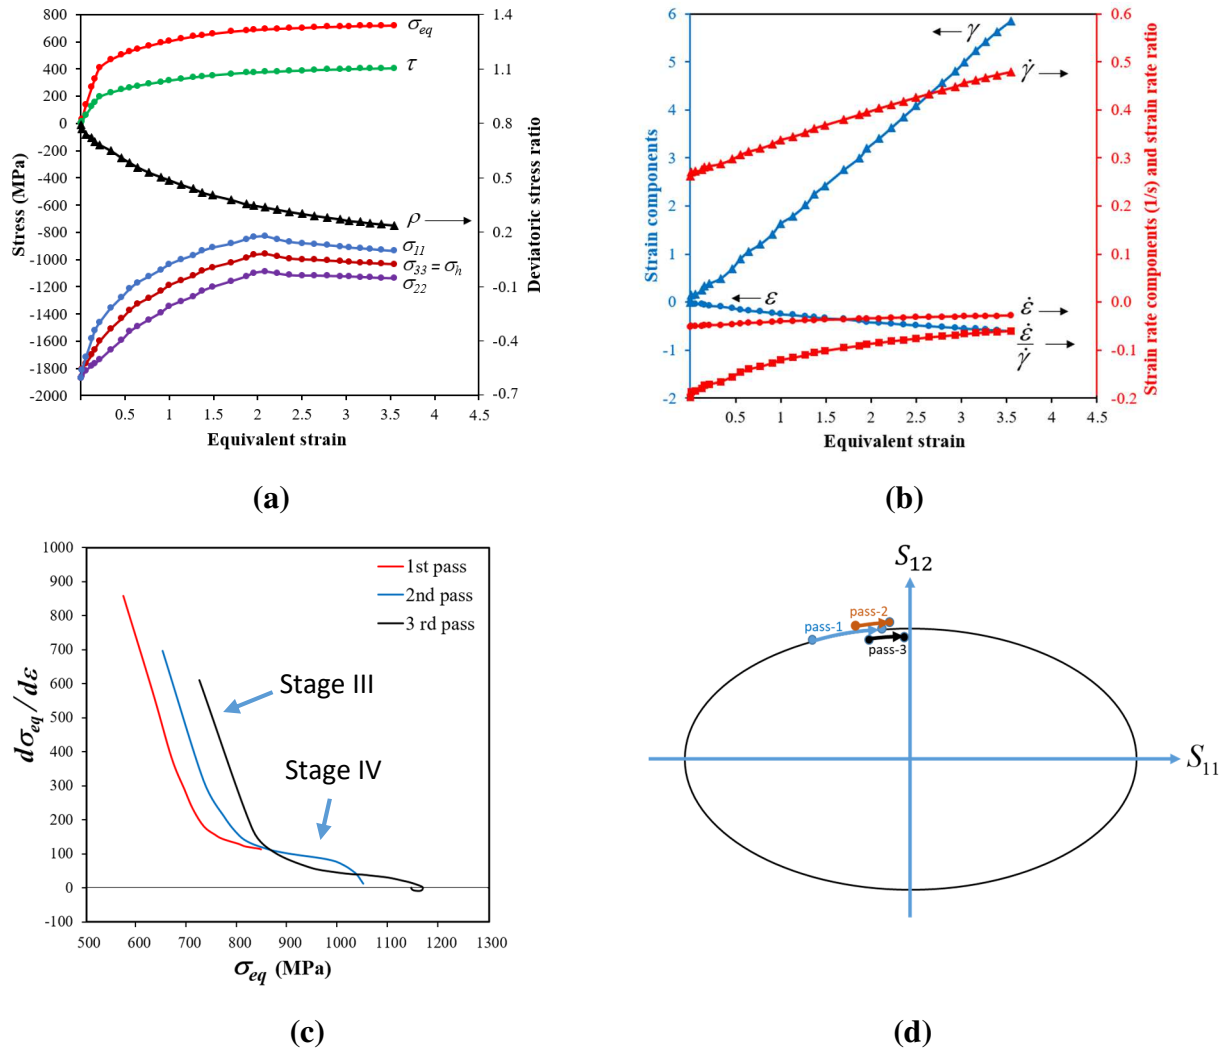 800
600
400
200
0
-200
-400
-600
-800
-1000
-1200
-1400
-1600
-1800
-2000
Stress (MPa)
0.5
1
1.5
2
2.5
3
3.5
4
4.5
Equivalent strain
1.4
1.1
0.8
0.5
0.2
-0.1
-0.4
-0.7
Deviatoric stress ratio
σeq
τ
ρ
σ11
σ33 = σh
σ22
(a)
6
5
4
3
2
1
0
-1
-2
Strain components
0.5
1
1.5
2
2.5
3
3.5
4
4.5
Equivalent strain
0.6
0.5
0.4
0.3
0.2
0.1
0.0
-0.1
-0.2
Strain rate components (1/s) and strain rate ratio
γ
γ̇
ε
ε̇
ε̇
γ̇
(b)
1000
900
800
700
600
500
400
300
200
100
0
-100
dσeq/dε
500
600
700
800
900
1000
1100
1200
1300
σeq (MPa)
1st pass
2nd pass
3 rd pass
Stage III
Stage IV
(c)
S12
pass-2
pass-1
pass-3
S11
(d)